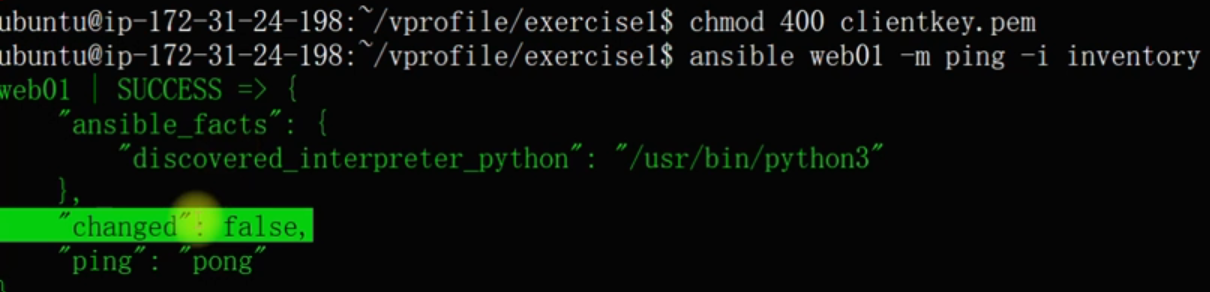 ubuntu@ip-172-31-24-198:~/vprofile/exercise1$ chmod 400 clientkey.pem
ubuntu@ip-172-31-24-198:~/vprofile/exercise1$ ansible web01 -m ping -i inventory
web01 | SUCCESS => {
    "ansible_facts": {
        "discovered_interpreter_python": "/usr/bin/python3"
    },
    "changed": false,
    "ping": "pong"
}